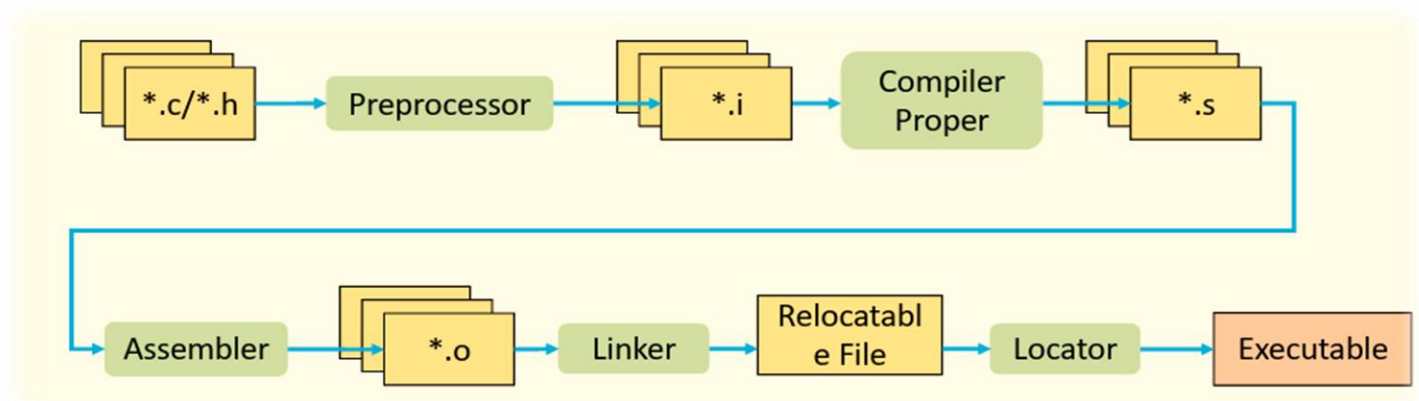 *.c/*.h
Preprocessor
*.i
Compiler
Proper
*.s
Assembler
*.o
Linker
Relocatabl
e File
Locator
Executable